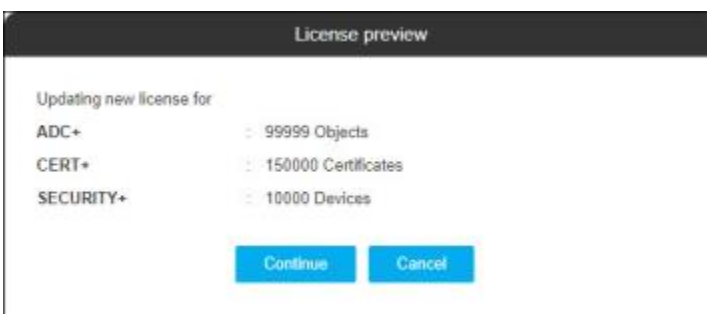 License preview
Updating new license for
ADC+ : 99999 Objects
CERT+ : 150000 Certificates
SECURITY+ : 10000 Devices
Continue Cancel